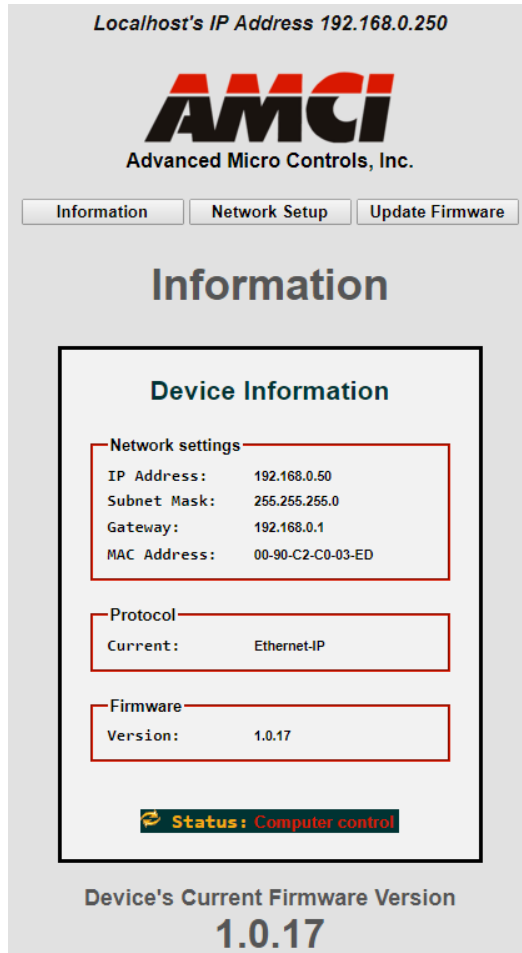 Localhost's IP Address 192.168.0.250
AMCI
Advanced Micro Controls, Inc.
Information Network Setup Update Firmware
Information
Device Information
Network settings
IP Address: 192.168.0.50
Subnet Mask: 255.255.255.0
Gateway: 192.168.0.1
MAC Address: 00-90-C2-C0-03-ED
Protocol
Current: Ethernet-IP
Firmware
Version: 1.0.17
Status: Computer control
Device's Current Firmware Version
1.0.17